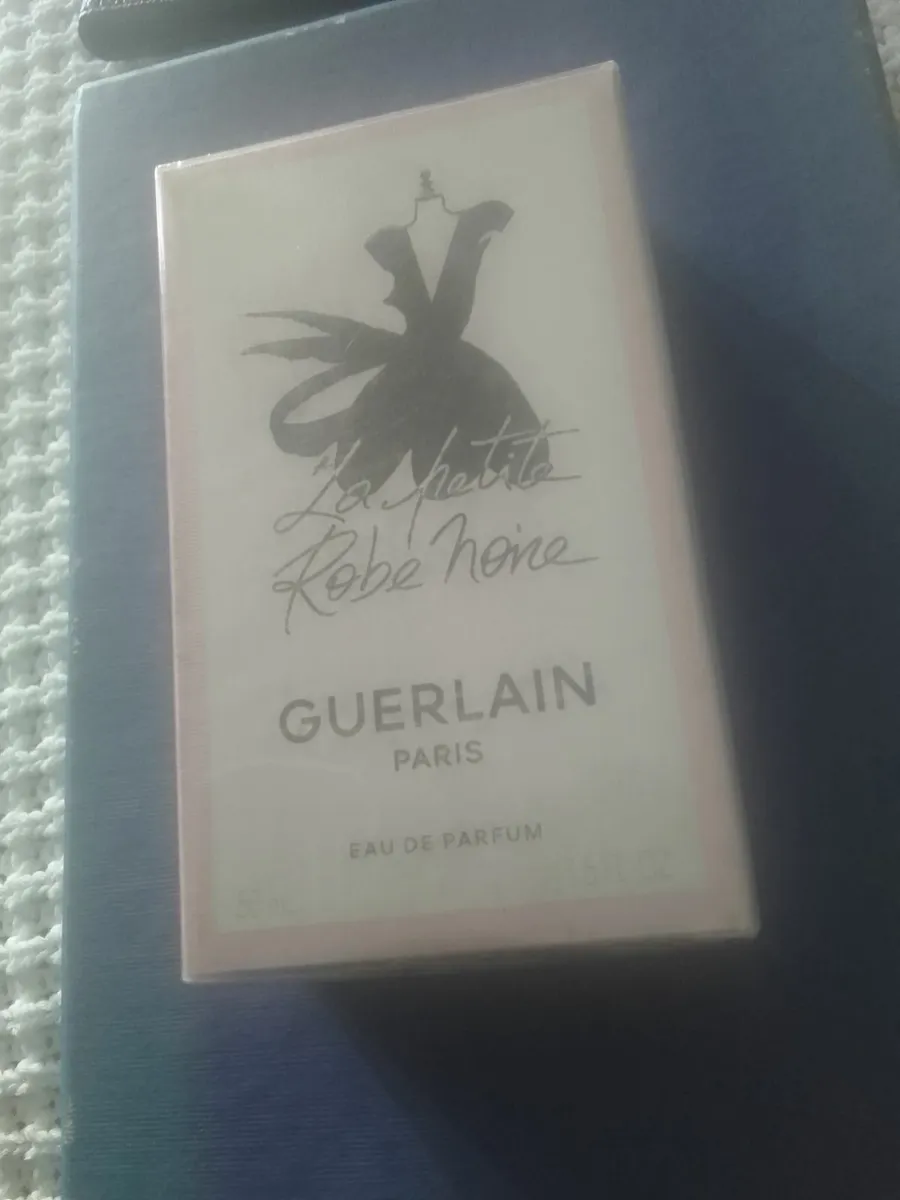 La petite
Robe noire
GUERLAIN
PARIS
EAU DE PARFUM